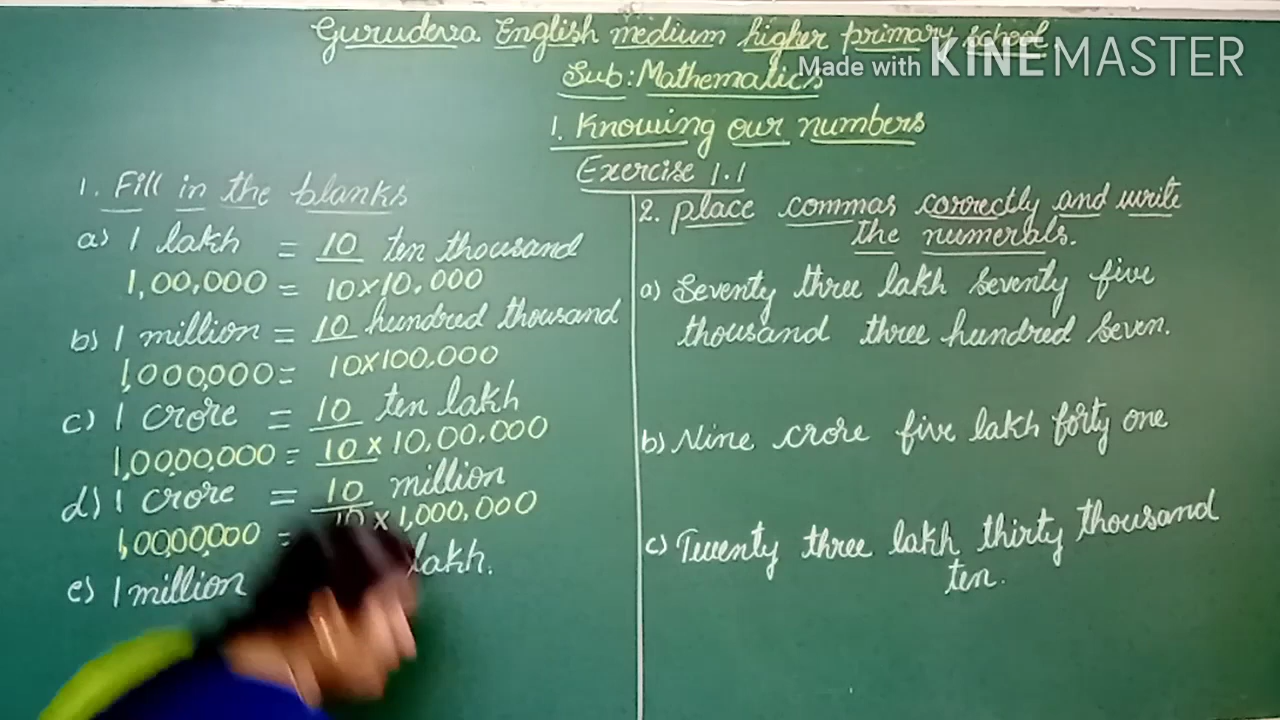 Gurudeva English medium higher primary school
Made with KINEMASTER
Sub: Mathematics
1. Knowing our numbers
Exercise 1.1
1. Fill in the blanks
a) 1 lakh = 10 ten thousand
1,00,000 = 10×10,000
b) 1 million = 10 hundred thousand
1,000,000 = 10×100,000
c) 1 crore = 10 ten lakh
1,00,00,000 = 10 × 10,00,000
d) 1 crore = 10 million
1,00,00,000 = 10 × 1,000,000
e) 1 million lakh.
2. place commas correctly and write
the numerals.
a) Seventy three lakh seventy five
thousand three hundred seven.
b) Nine crore five lakh forty one
c) Twenty three lakh thirty thousand
ten.